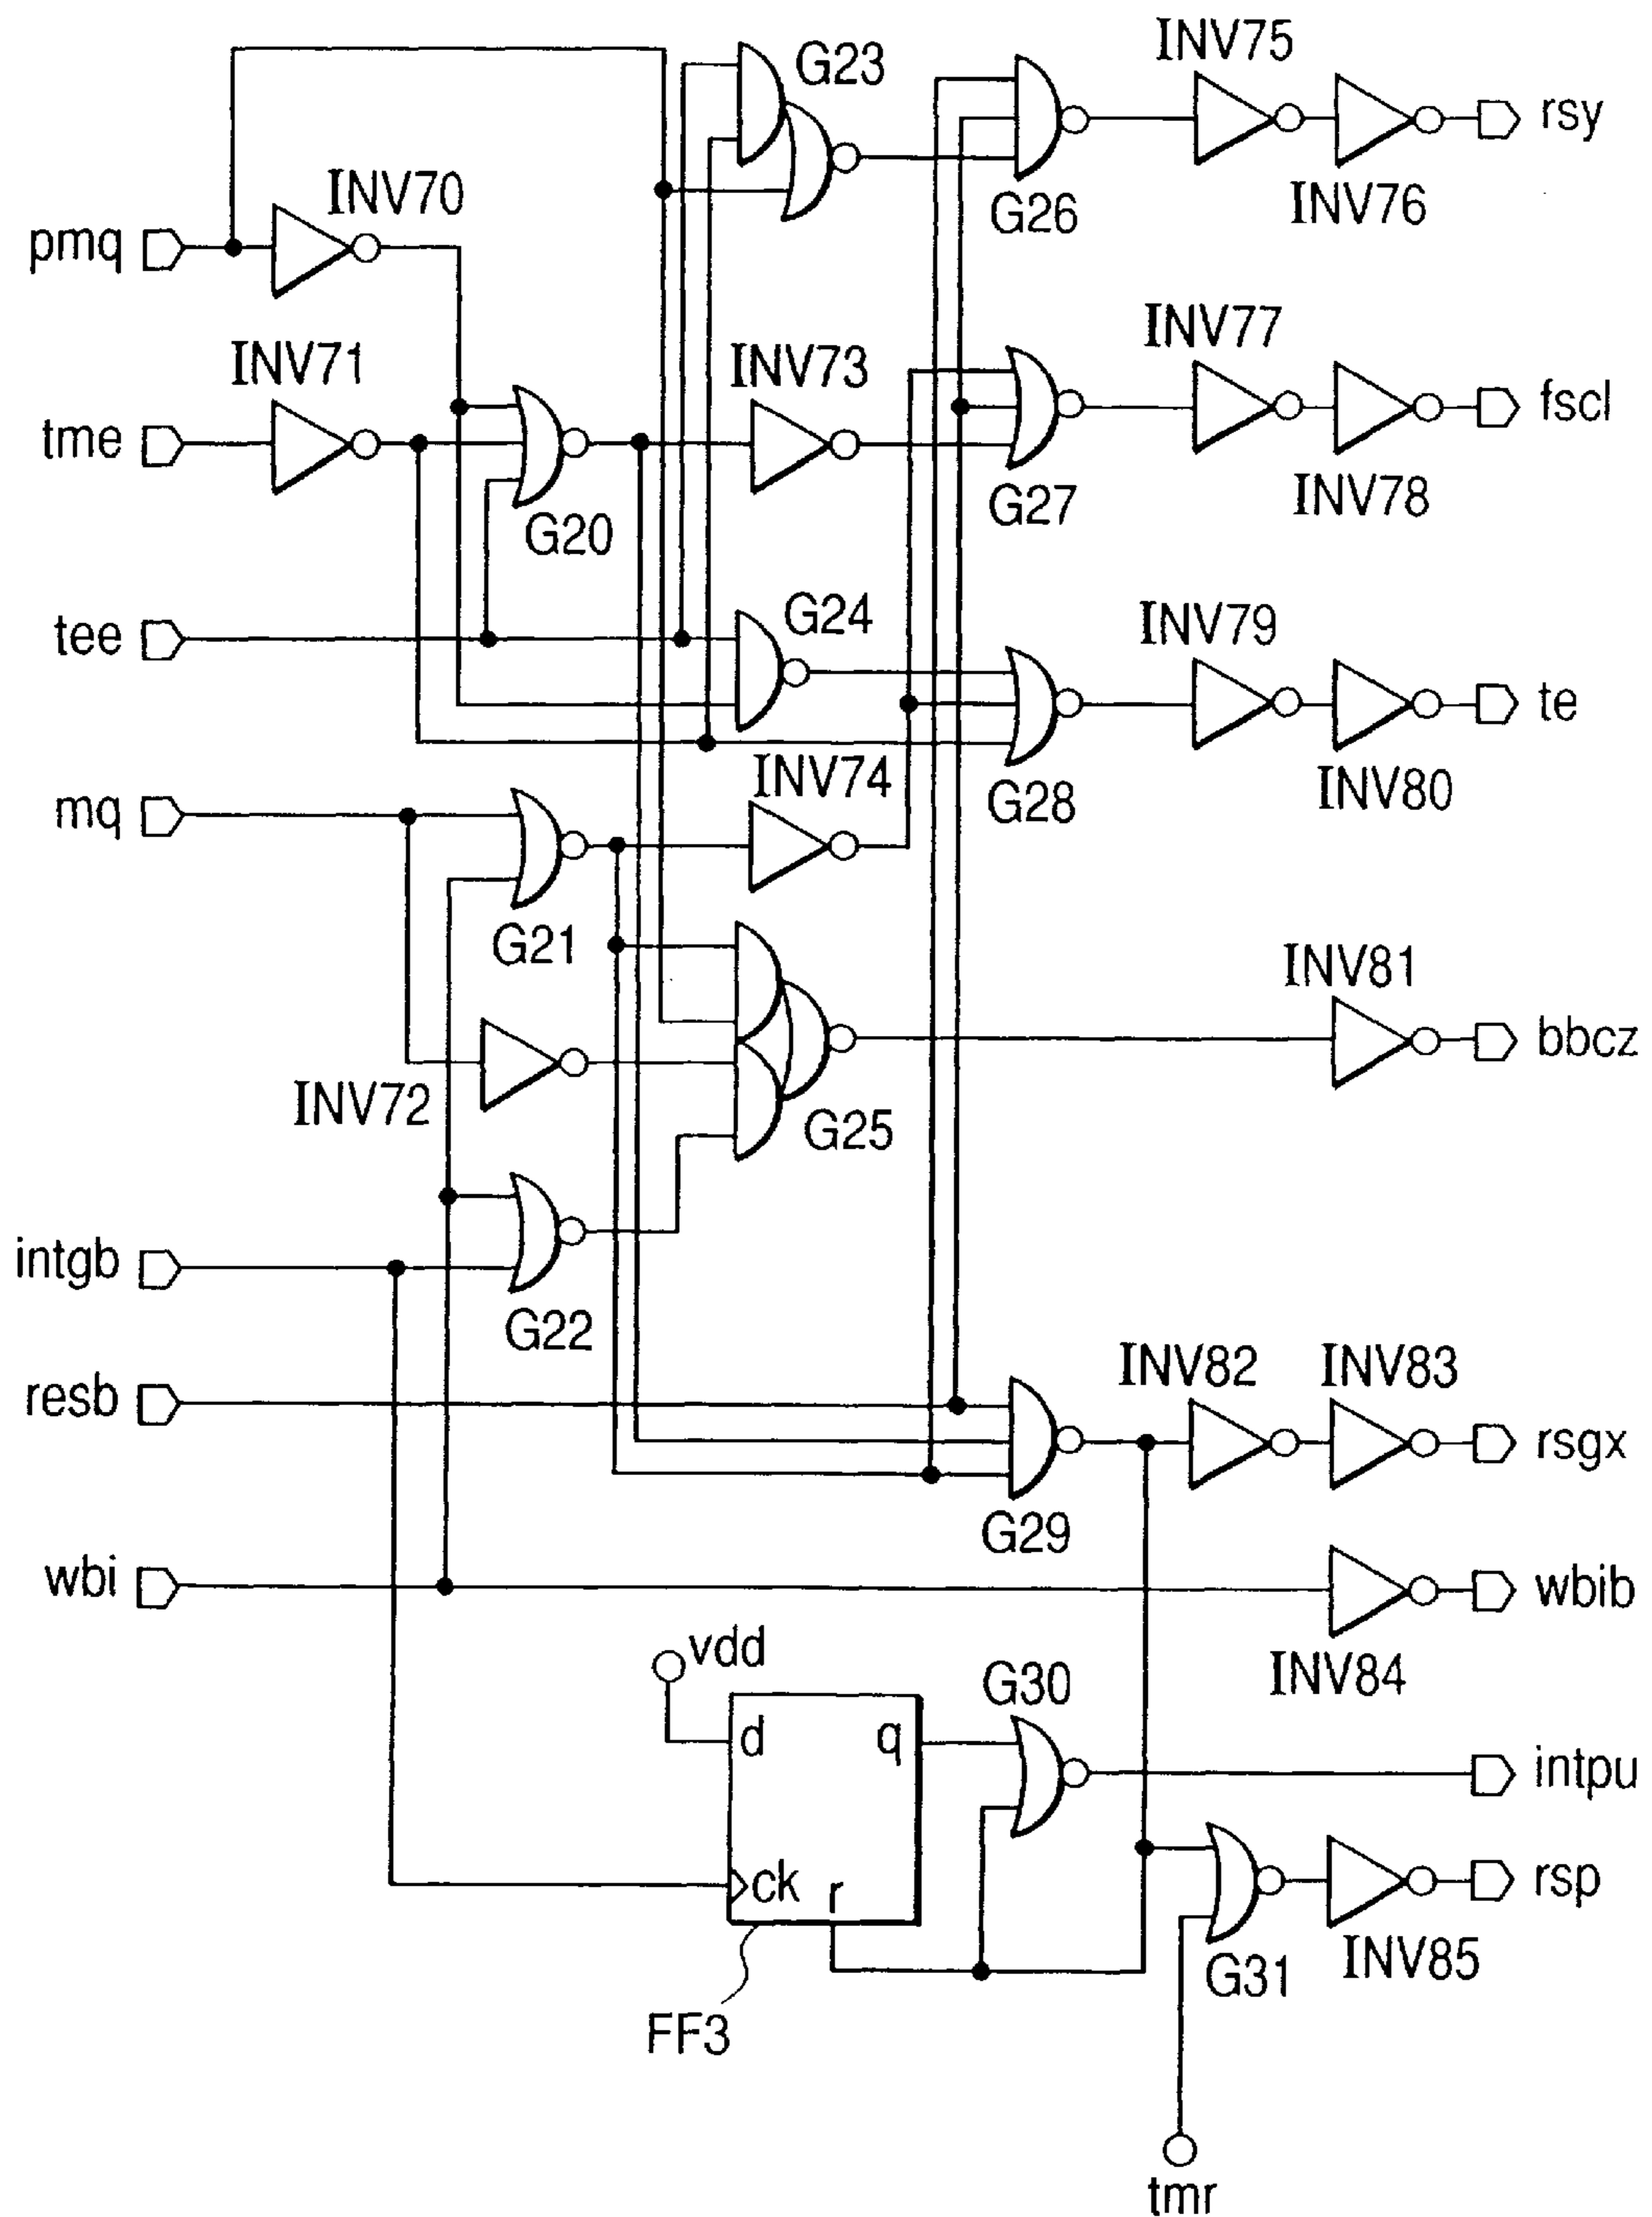 INV75
G23
rsy
INV70
G26
INV76
pmq
INV77
INV71
INV73
fscl
tme
G27
INV78
G20
G24
INV79
tee
te
INV74
INV80
mq
G28
G21
INV81
bbcz
INV72
G25
intgb
G22
INV82
INV83
resb
rsgx
G29
wbi
wbib
vdd
G30
INV84
d
q
intpu
ck
r
rsp
G31
INV85
FF3
tmr